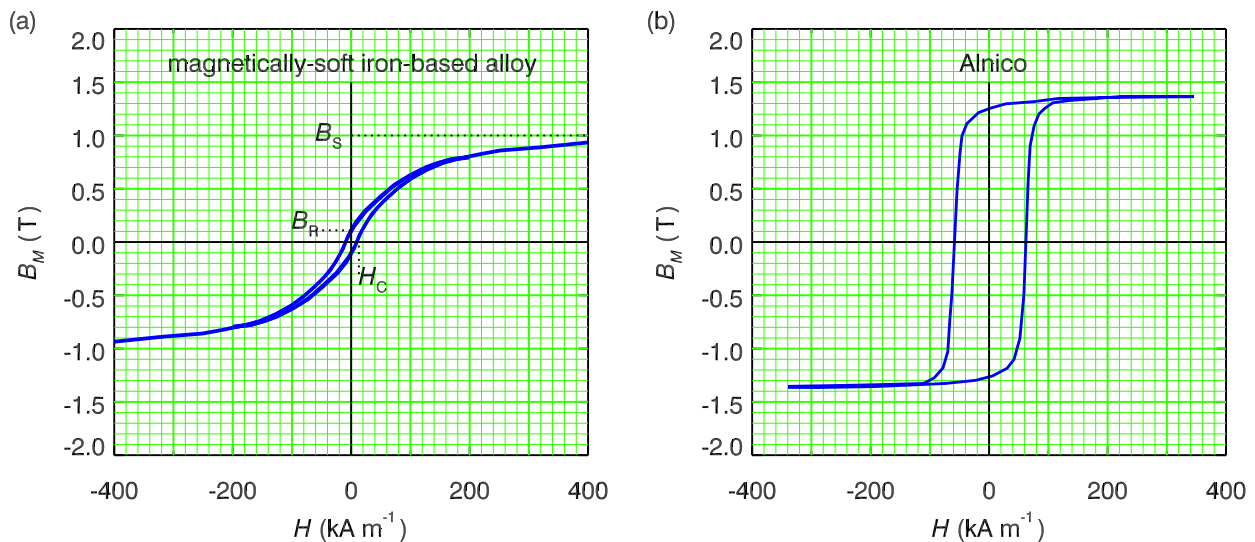 (a)
magnetically-soft iron-based alloy
2.0
1.5
B_S
1.0
0.5
B_R
0.0
H_C
-0.5
-1.0
-1.5
-2.0
B_M (T)
-400 -200 0 200 400
H (kA m⁻¹)
(b)
Alnico
2.0
1.5
1.0
0.5
0.0
-0.5
-1.0
-1.5
-2.0
B_M (T)
-400 -200 0 200 400
H (kA m⁻¹)